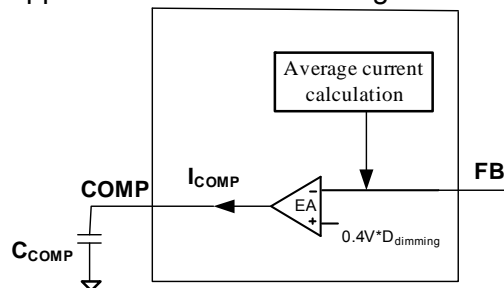 Average current
calculation
FB
I_COMP
COMP
-
EA
+
0.4V*D_dimming
C_COMP